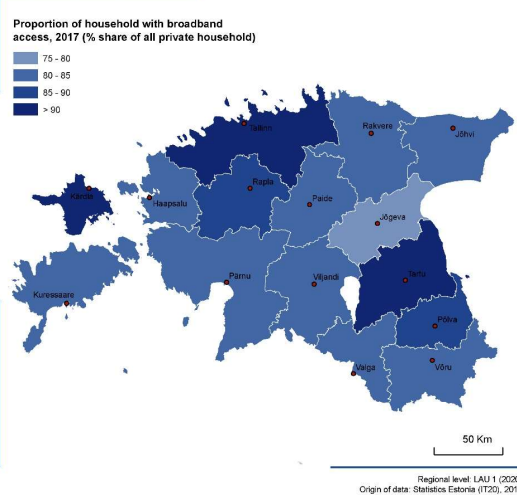 Proportion of household with broadband
access, 2017 (% share of all private household)
75 - 80
80 - 85
85 - 90
> 90
Tallinn
Rakvere
Jõhvi
Kärdla
Haapsalu
Rapla
Paide
Jõgeva
Kuressaare
Pärnu
Viljandi
Tartu
Põlva
Valga
Võru
50 Km
Regional level: LAU 1 (202
Origin of data: Statistics Estonia (IT20), 201